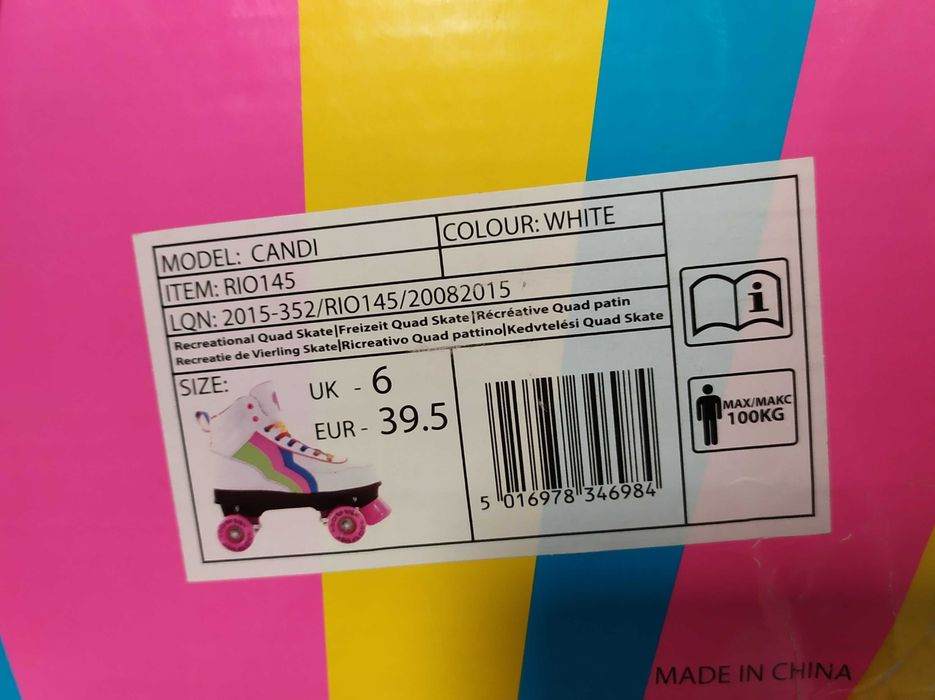 MODEL: CANDI
COLOUR: WHITE
ITEM: RIO145
LQN: 2015-352/RIO145/20082015
Recreational Quad Skate|Freizeit Quad Skate|Récréative Quad patin
Recreatie de Vierling Skate|Ricreativo Quad pattino|Kedvtelési Quad Skate
SIZE:
UK - 6
EUR - 39.5
5 016978 346984
i
MAX/МАКС
100KG
MADE IN CHINA